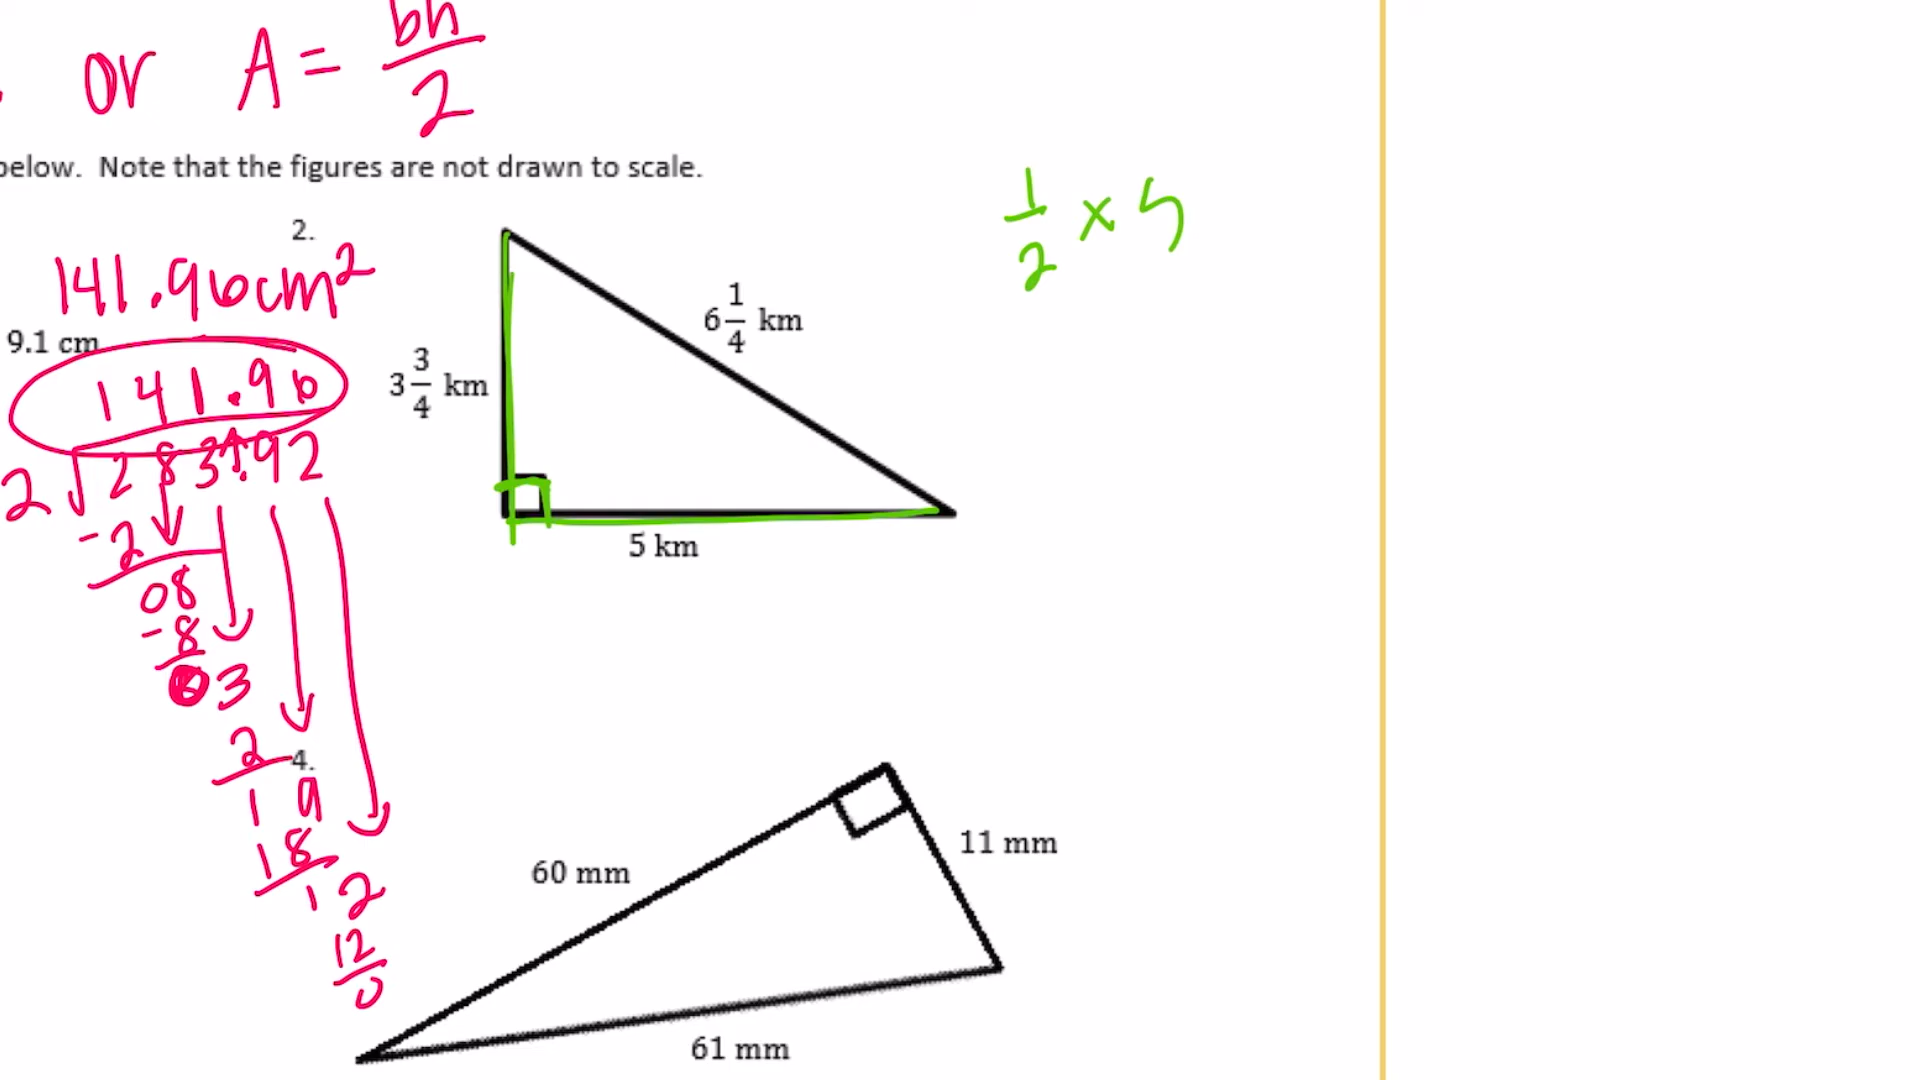 or A = bh/2
below. Note that the figures are not drawn to scale.
2.
1/2 × 5
141.96cm²
6 1/4 km
9.1 cm
3 3/4 km
141.96
2 283.92
-2
5 km
08
-8
3
2
4.
19
18
11 mm
60 mm
12
12
0
61 mm